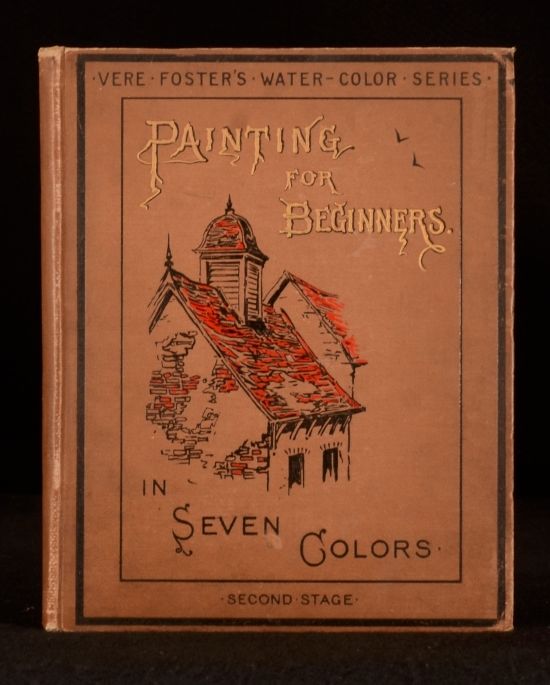 ·VERE·FOSTER'S·WATER-COLOR·SERIES·
PAINTING
FOR
BEGINNERS.
IN
SEVEN
COLORS·
·SECOND·STAGE·